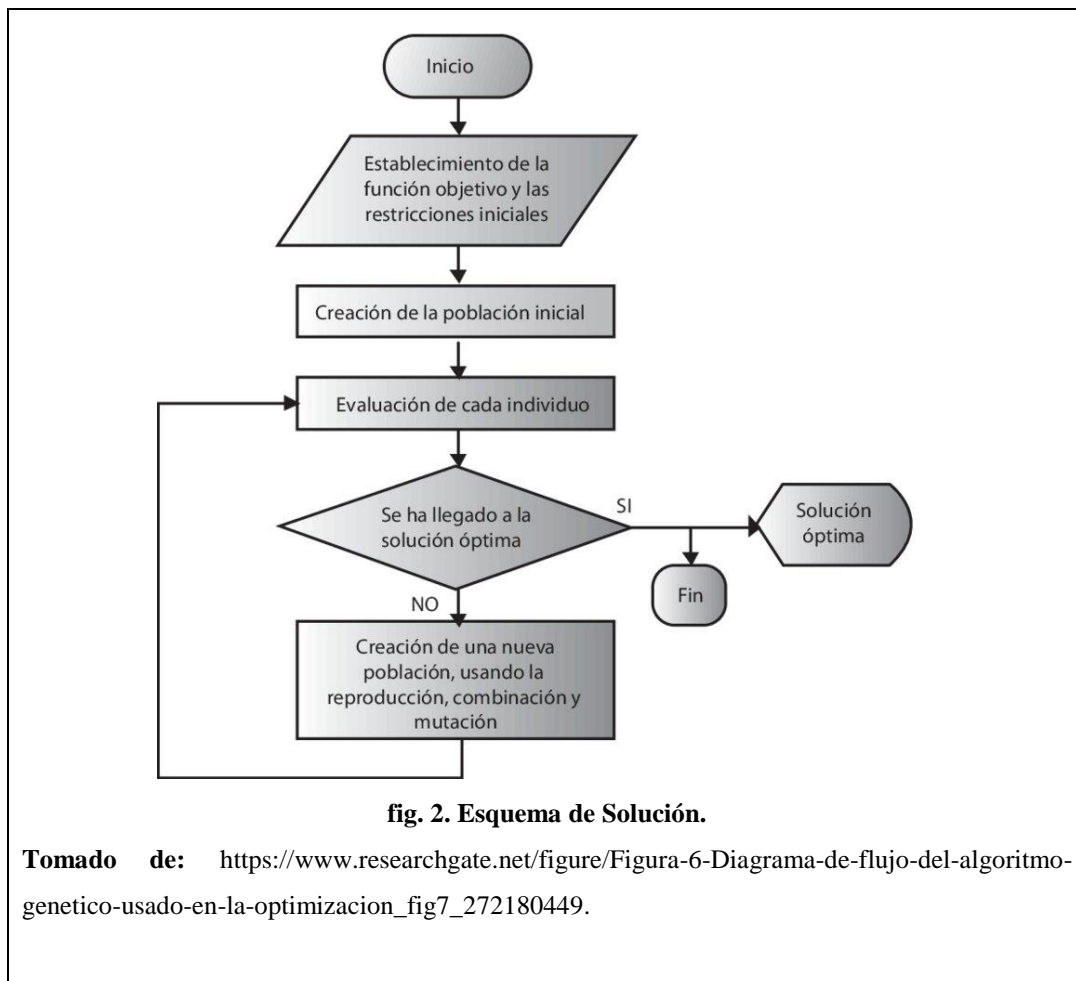 Inicio
Establecimiento de la
función objetivo y las
restricciones iniciales
Creación de la población inicial
Evaluación de cada individuo
Se ha llegado a la
solución óptima
SI
Solución
óptima
Fin
NO
Creación de una nueva
población, usando la
reproducción, combinación y
mutación
fig. 2. Esquema de Solución.
Tomado de: https://www.researchgate.net/figure/Figura-6-Diagrama-de-flujo-del-algoritmo-
genetico-usado-en-la-optimizacion_fig7_272180449.